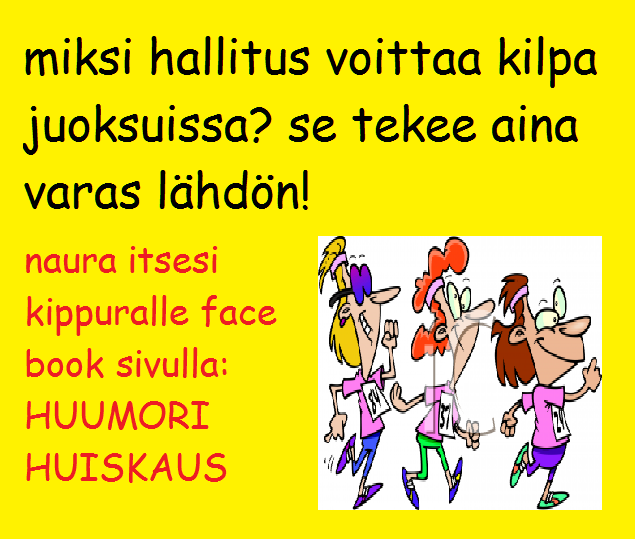 miksi hallitus voittaa kilpa
juoksuissa? se tekee aina
varas lähdön!
naura itsesi
kippuralle face
book sivulla:
HUUMORI
HUISKAUS